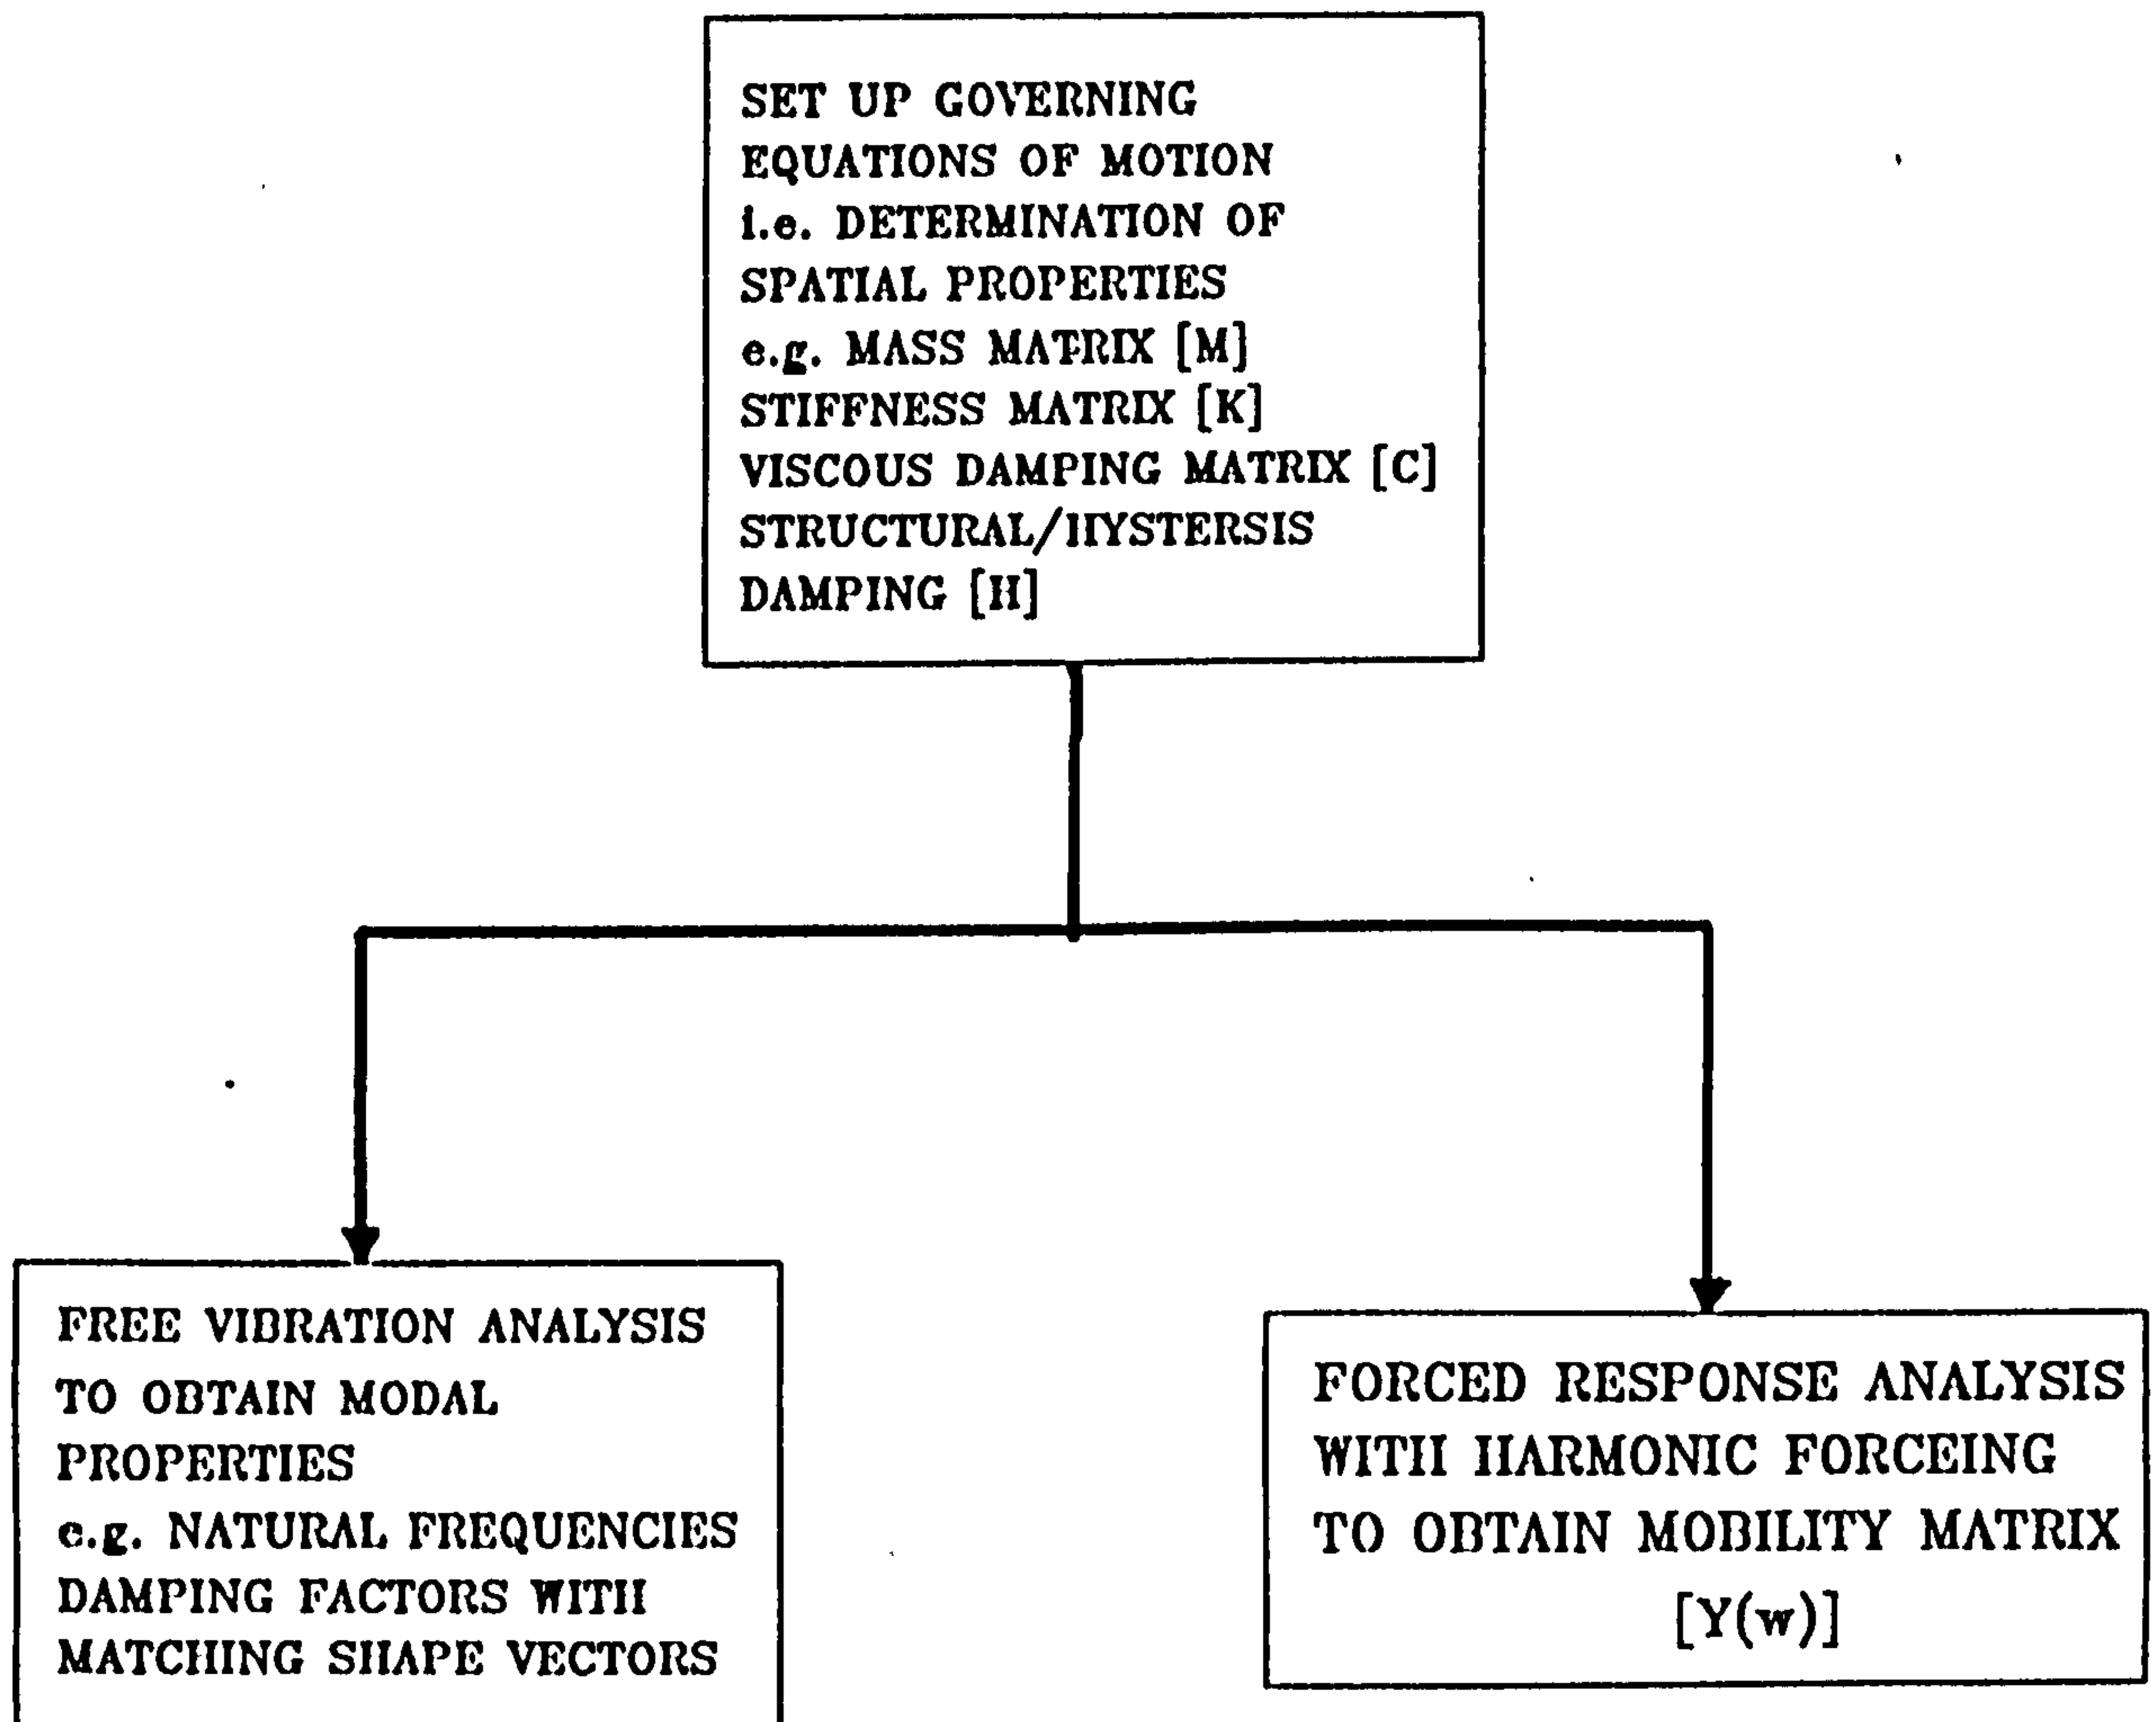 SET UP GOVERNING
EQUATIONS OF MOTION
i.e. DETERMINATION OF
SPATIAL PROPERTIES
e.g. MASS MATRIX [M]
STIFFNESS MATRIX [K]
VISCOUS DAMPING MATRIX [C]
STRUCTURAL/HYSTERSIS
DAMPING [H]
FREE VIBRATION ANALYSIS
TO OBTAIN MODAL
PROPERTIES
e.g. NATURAL FREQUENCIES
DAMPING FACTORS WITH
MATCHING SHAPE VECTORS
FORCED RESPONSE ANALYSIS
WITH HARMONIC FORCEING
TO OBTAIN MOBILITY MATRIX
[Y(w)]